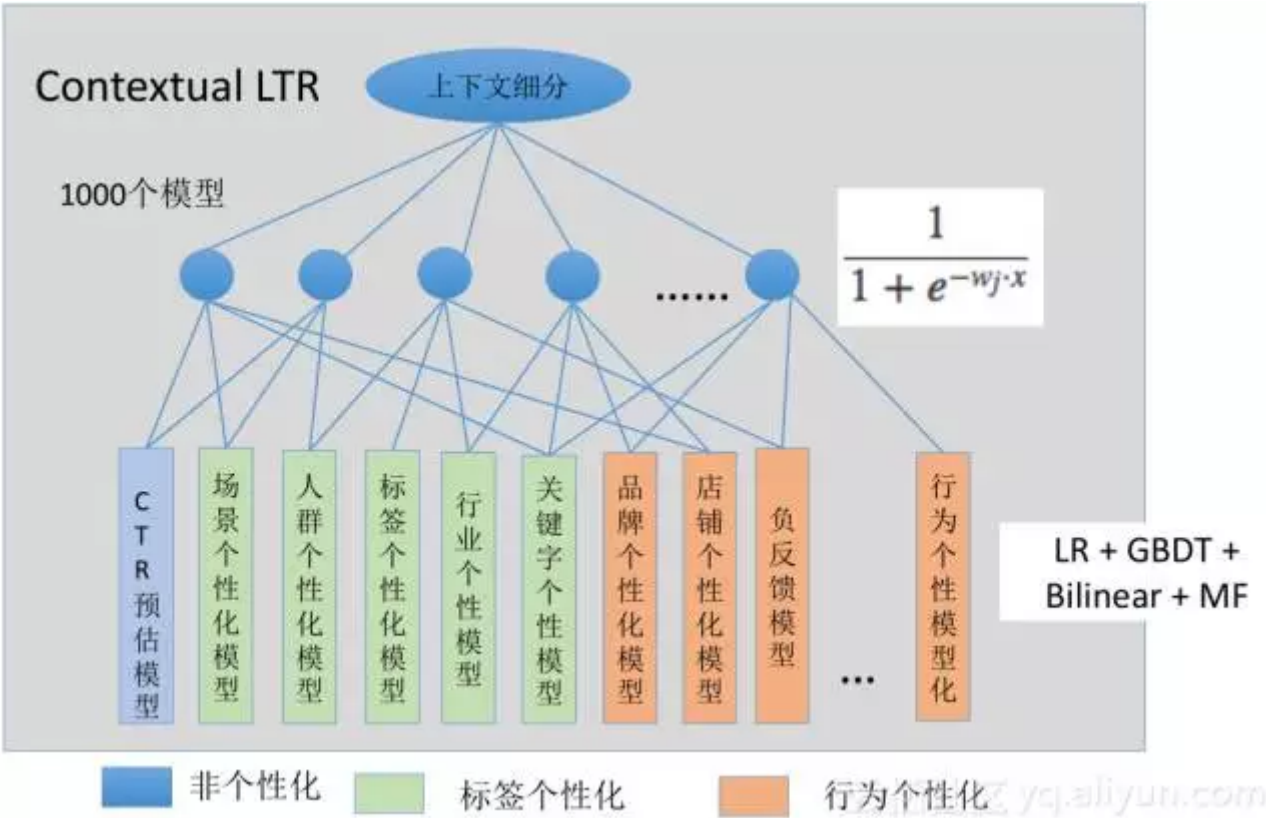 Contextual LTR
上下文细分
1000个模型
1
1 + e^{-w_j·x}
……
CTR预估模型
场景个性化模型
人群个性化模型
标签个性化模型
行业个性模型
关键字个性模型
品牌个性化模型
店铺个性化模型
负反馈模型
...
行为个性模型化
LR + GBDT +
Bilinear + MF
非个性化
标签个性化
行为个性化
yq.aliyun.com